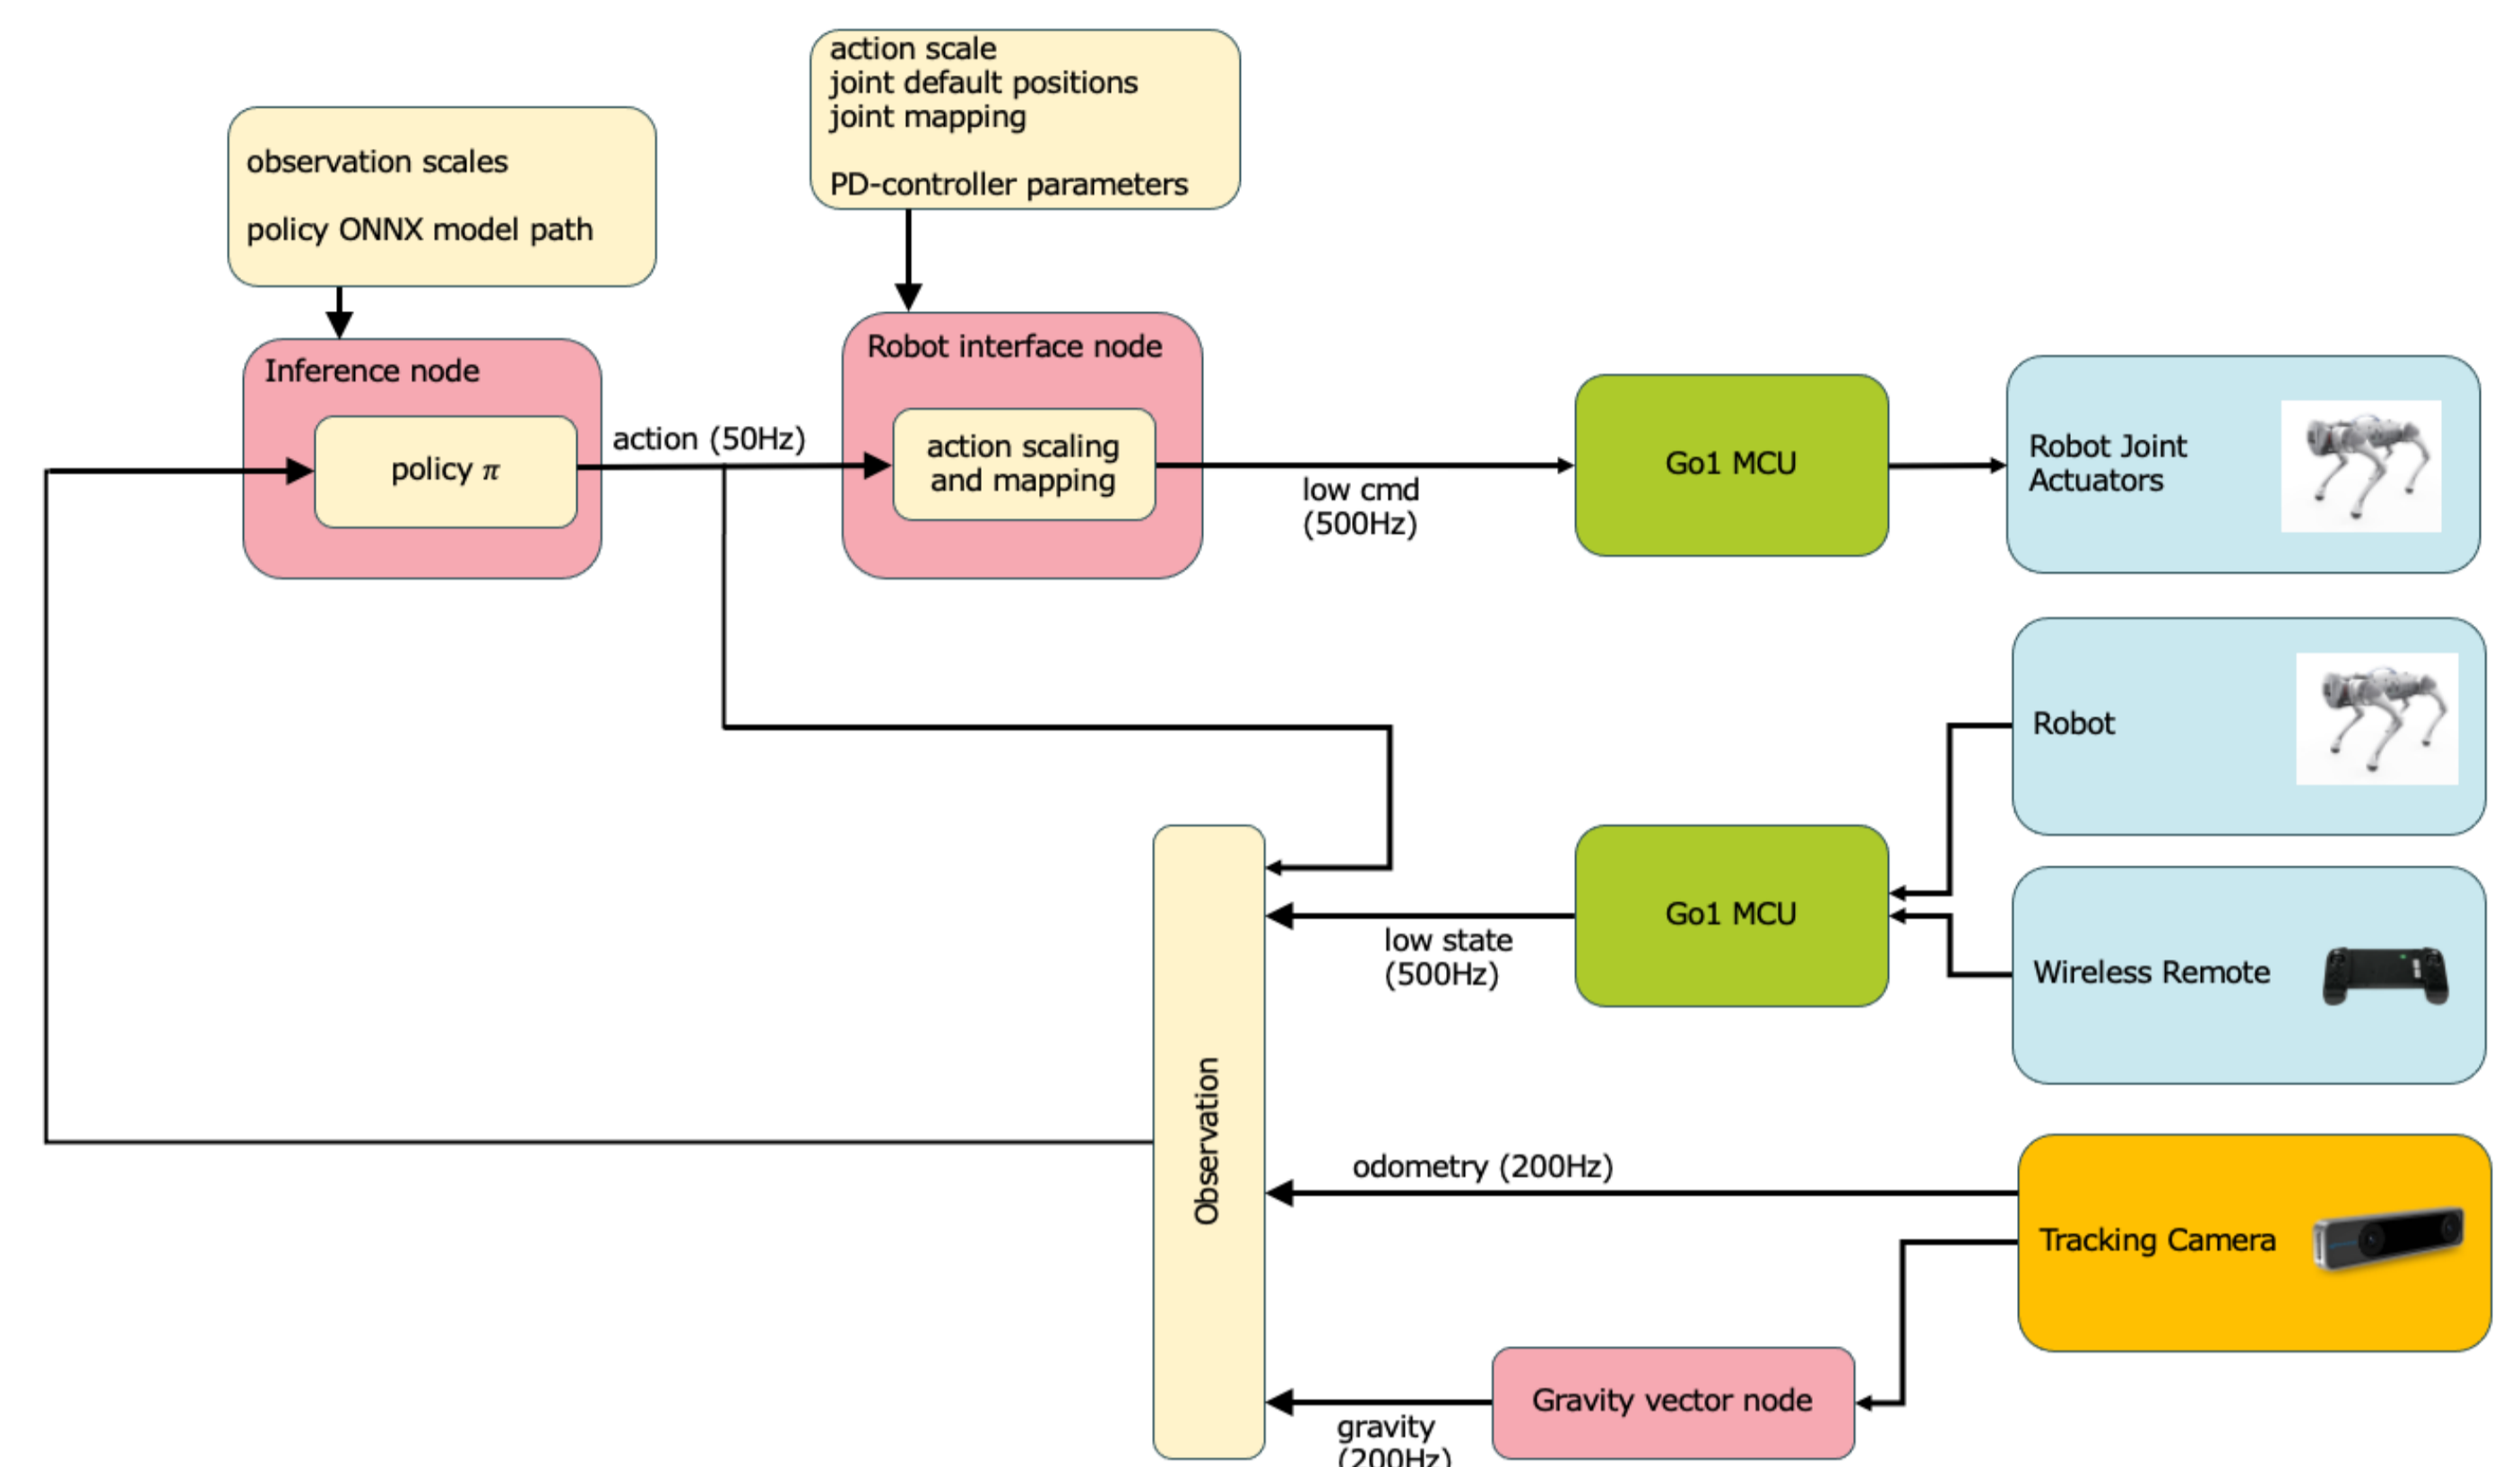 action scale
joint default positions
joint mapping
PD-controller parameters
observation scales
policy ONNX model path
Inference node
policy π
action (50Hz)
Robot interface node
action scaling
and mapping
low cmd
(500Hz)
Go1 MCU
Robot Joint
Actuators
Robot
Go1 MCU
low state
(500Hz)
Wireless Remote
Observation
odometry (200Hz)
Tracking Camera
Gravity vector node
gravity
(200Hz)